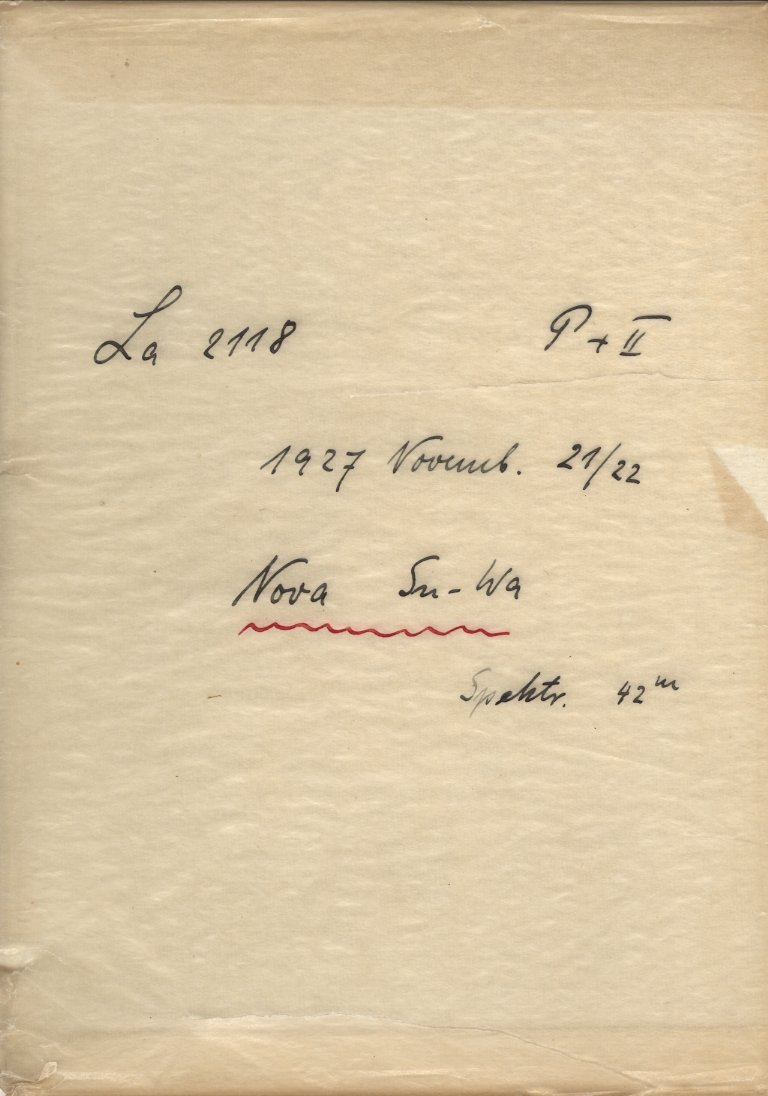 La 2118 P + II
1927 Novemb. 21/22
Nova Sn-Wa
Spektr. 42ᵐ